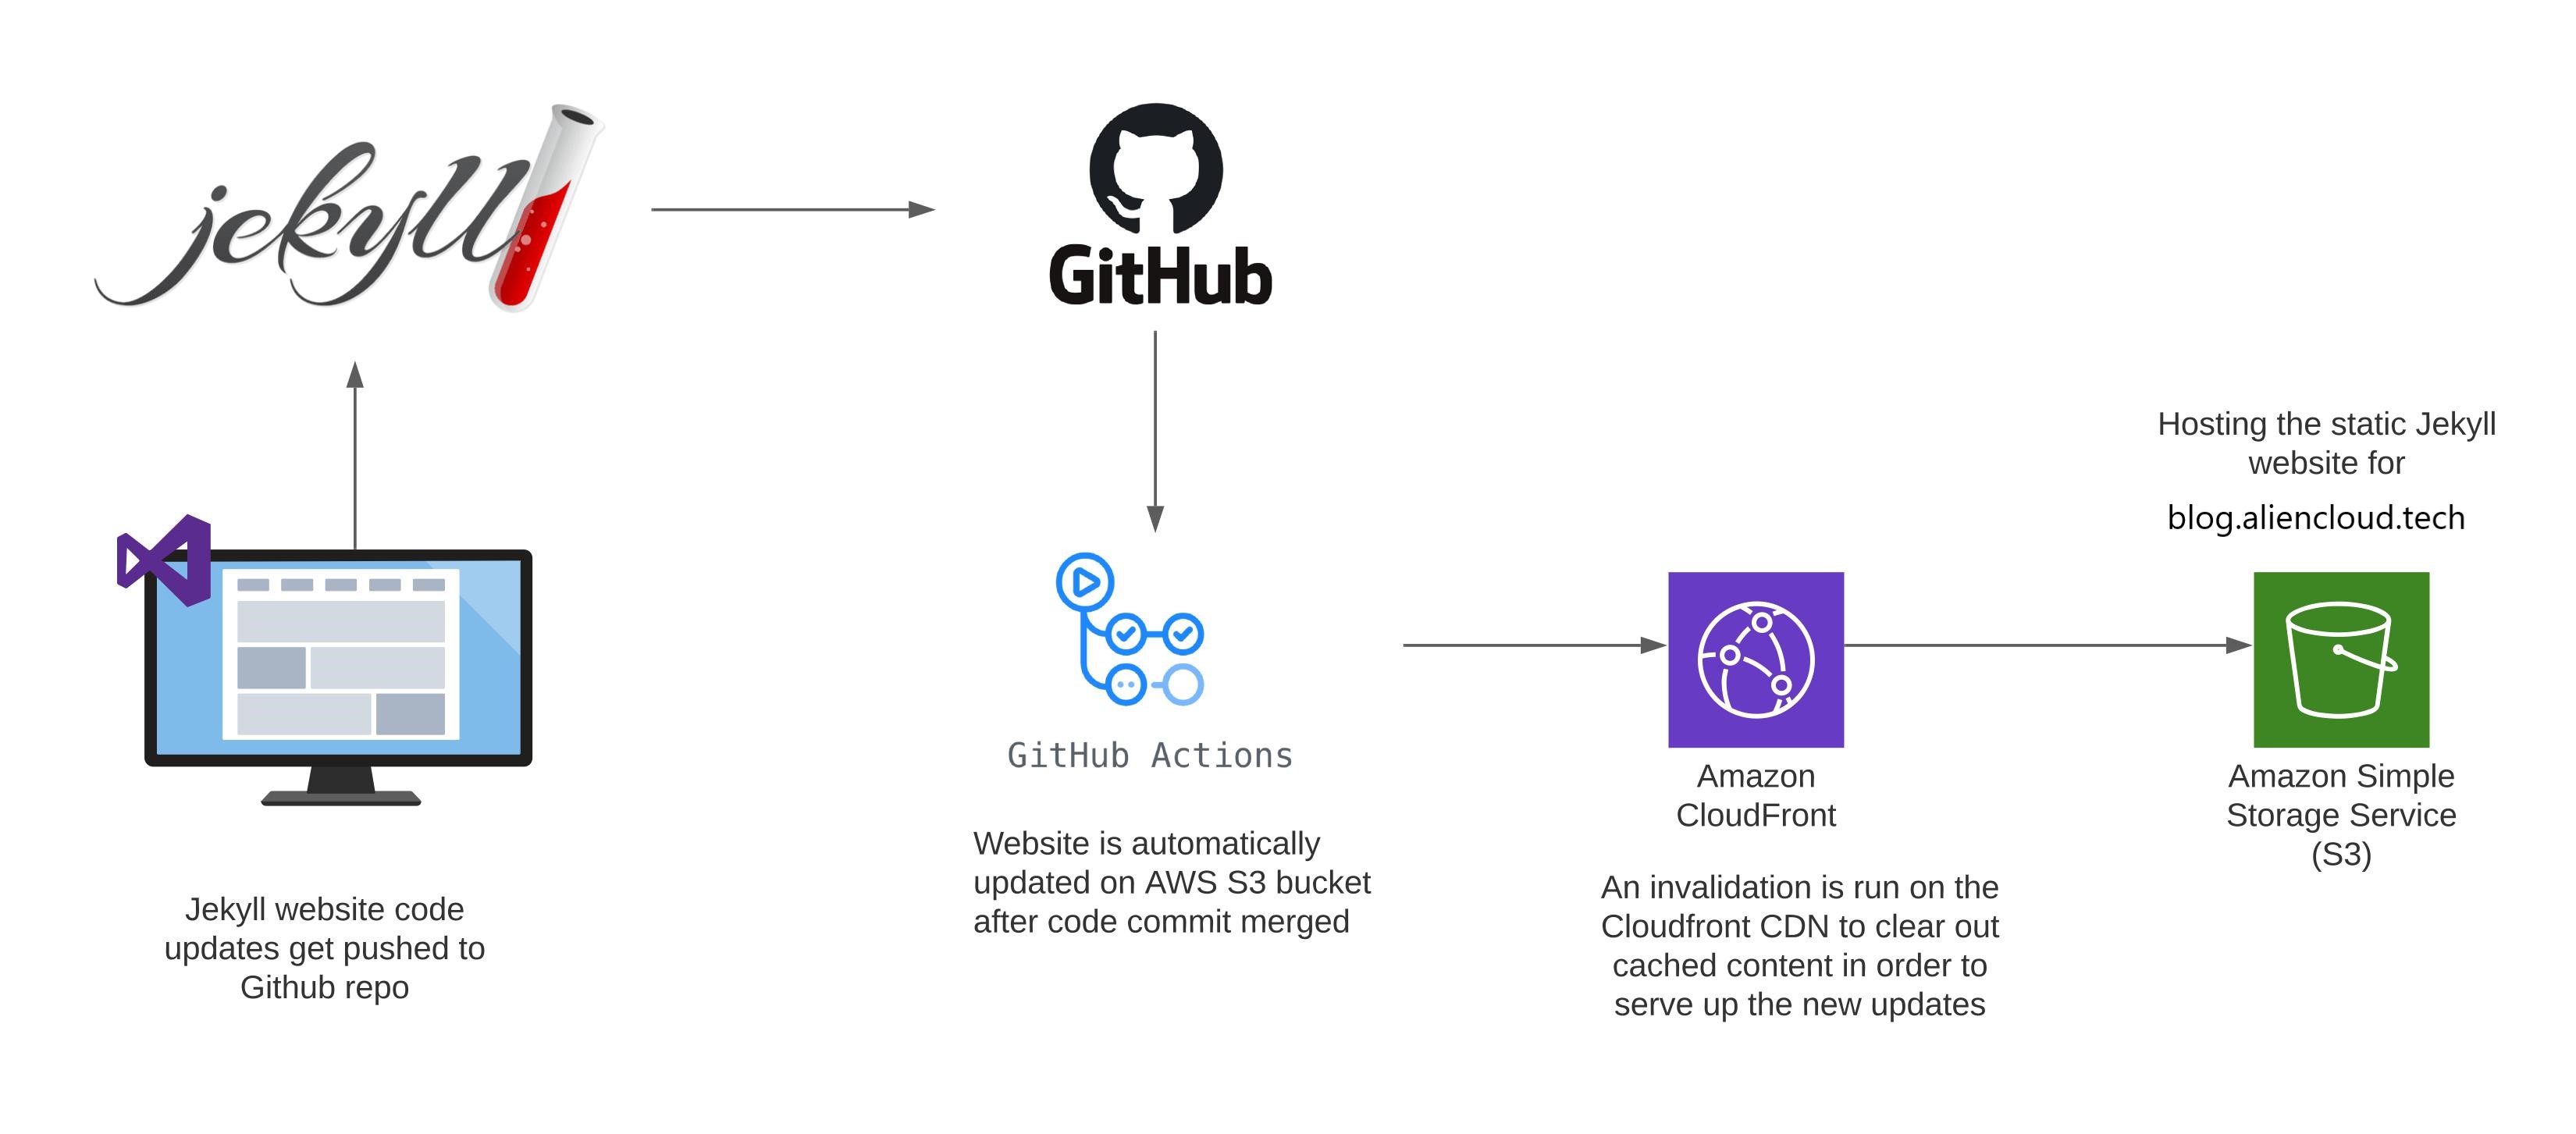 jekyll
GitHub
Hosting the static Jekyll
website for
blog.aliencloud.tech
GitHub Actions
Website is automatically
updated on AWS S3 bucket
after code commit merged
Amazon
CloudFront
An invalidation is run on the
Cloudfront CDN to clear out
cached content in order to
serve up the new updates
Amazon Simple
Storage Service
(S3)
Jekyll website code
updates get pushed to
Github repo